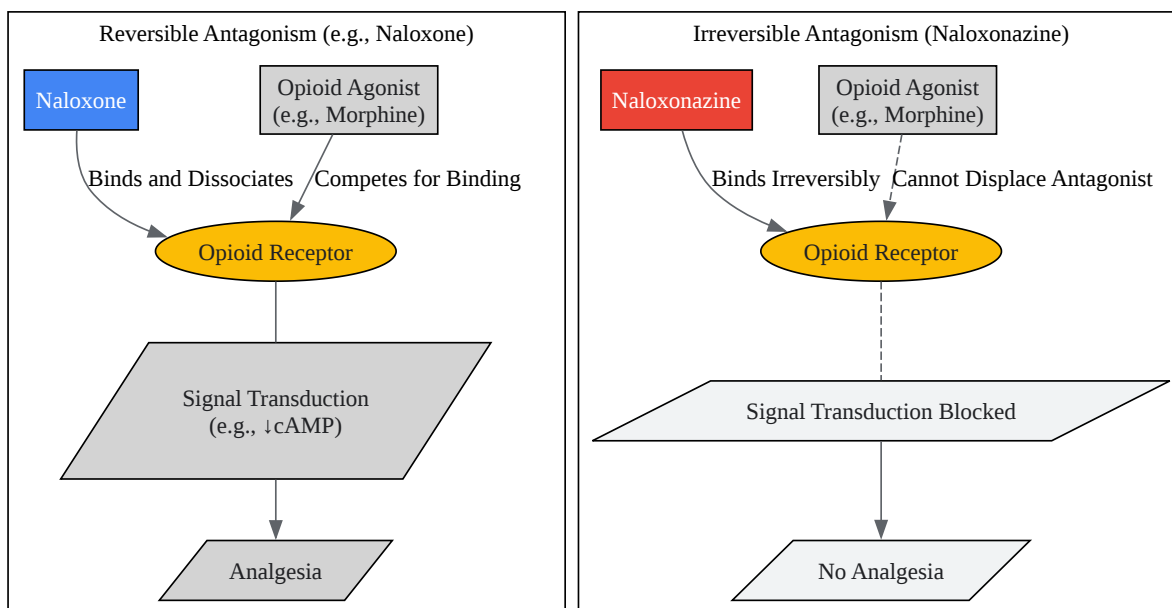 Reversible Antagonism (e.g., Naloxone)
Naloxone
Opioid Agonist
(e.g., Morphine)
Binds and Dissociates
Competes for Binding
Opioid Receptor
Signal Transduction
(e.g., ↓cAMP)
Analgesia
Irreversible Antagonism (Naloxonazine)
Naloxonazine
Opioid Agonist
(e.g., Morphine)
Binds Irreversibly
Cannot Displace Antagonist
Opioid Receptor
Signal Transduction Blocked
No Analgesia